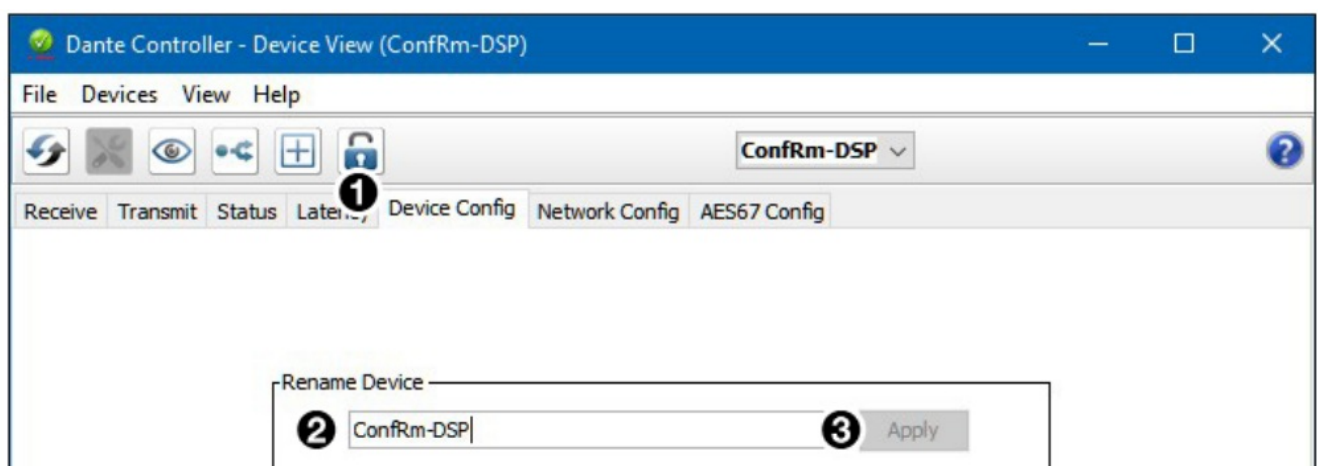 Dante Controller - Device View (ConfRm-DSP)
File Devices View Help
ConfRm-DSP
1
Receive Transmit Status Device Config Network Config AES67 Config
Rename Device
2 ConfRm-DSP 3 Apply